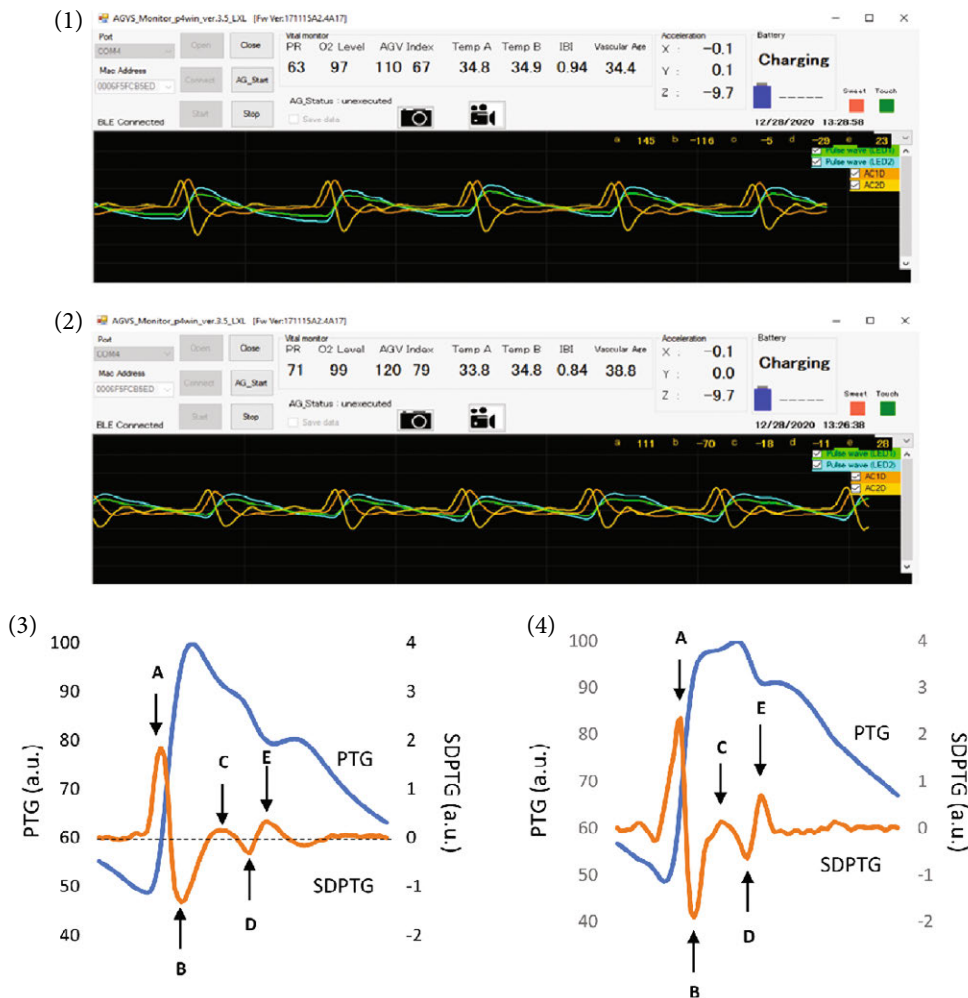 (1)
AGVS_Monitor_p4win_ver.3.5_LXL [Fw Ver:171115A2.4A17]
Port
COM4
Open
Close
Mac Address
0006F5FCB5ED
Connect
AG_Start
BLE Connected
Start
Stop
Vital monitor
PR O2 Level AGV Index Temp A Temp B IBI Vascular Age
63 97 110 67 34.8 34.9 0.94 34.4
AG_Status : unexecuted
Save data
Acceleration
X : -0.1
Y : 0.1
Z : -9.7
Battery
Charging
-----
Sweet Touch
12/28/2020 13:28:58
a 145 b -116 c -5 d -28 e 23
Pulse wave (LED1)
Pulse wave (LED2)
AC1D
AC2D
(2)
AGVS_Monitor_p4win_ver.3.5_LXL [Fw Ver:171115A2.4A17]
Port
COM4
Open
Close
Mac Address
0006F5FCB5ED
Connect
AG_Start
BLE Connected
Start
Stop
Vital monitor
PR O2 Level AGV Index Temp A Temp B IBI Vascular Age
71 99 120 79 33.8 34.8 0.84 38.8
AG_Status : unexecuted
Save data
Acceleration
X : -0.1
Y : 0.0
Z : -9.7
Battery
Charging
-----
Sweet Touch
12/28/2020 13:26:38
a 111 b -70 c -18 d -11 e 28
Pulse wave (LED1)
Pulse wave (LED2)
AC1D
AC2D
(3)
PTG (a.u.)
100
90
80
70
60
50
40
A
B
C
D
E
PTG
SDPTG
4
3
2
1
0
-1
-2
SDPTG (a.u.)
(4)
PTG (a.u.)
100
90
80
70
60
50
40
A
B
C
D
E
PTG
SDPTG
4
3
2
1
0
-1
-2
SDPTG (a.u.)